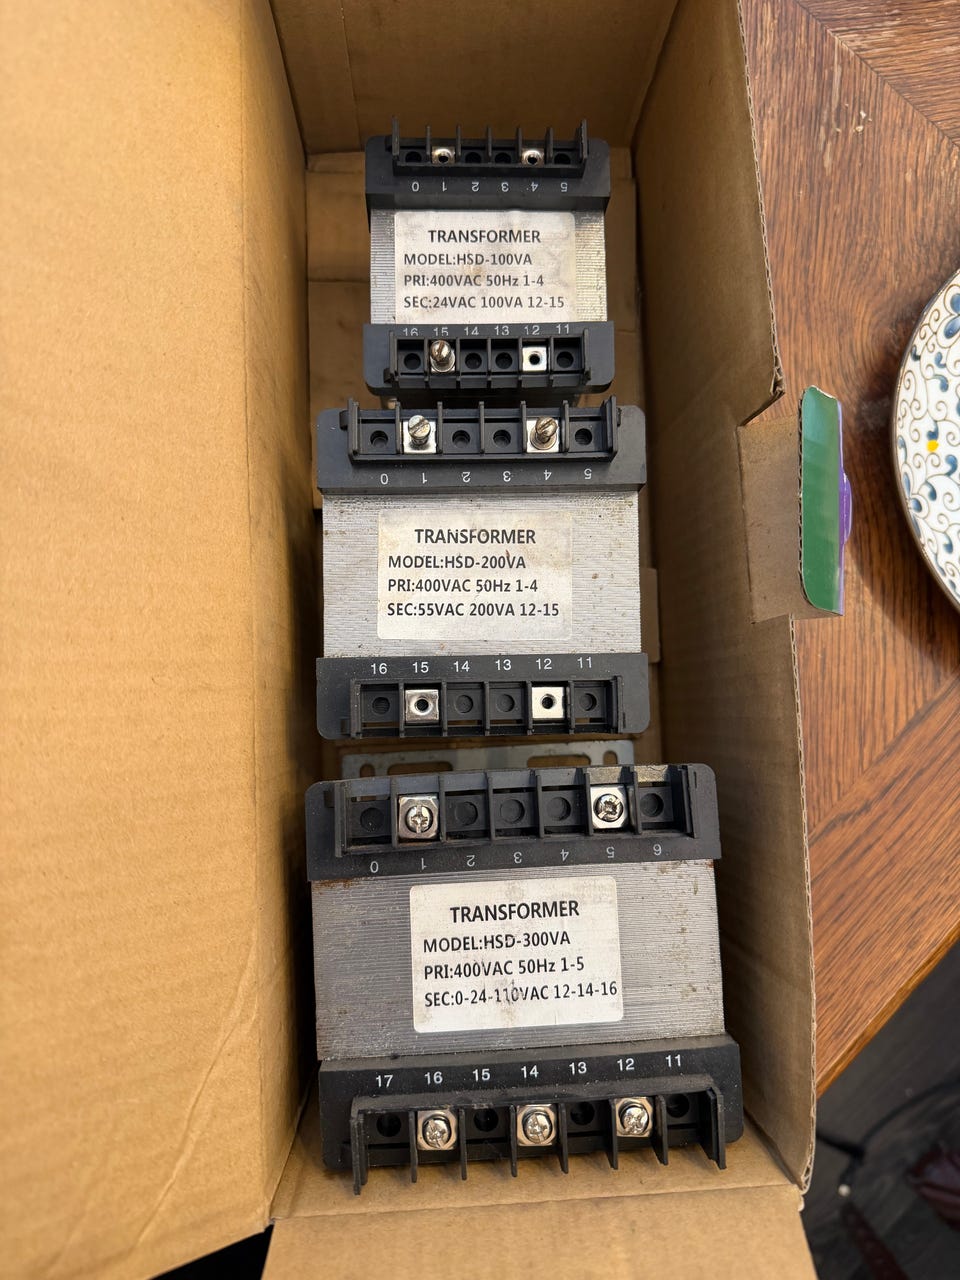 0 1 2 3 4 5
TRANSFORMER
MODEL:HSD-100VA
PRI:400VAC 50Hz 1-4
SEC:24VAC 100VA 12-15
16 15 14 13 12 11
0 1 2 3 4 5
TRANSFORMER
MODEL:HSD-200VA
PRI:400VAC 50Hz 1-4
SEC:55VAC 200VA 12-15
16 15 14 13 12 11
0 1 2 3 4 5 6
TRANSFORMER
MODEL:HSD-300VA
PRI:400VAC 50Hz 1-5
SEC:0-24-110VAC 12-14-16
17 16 15 14 13 12 11